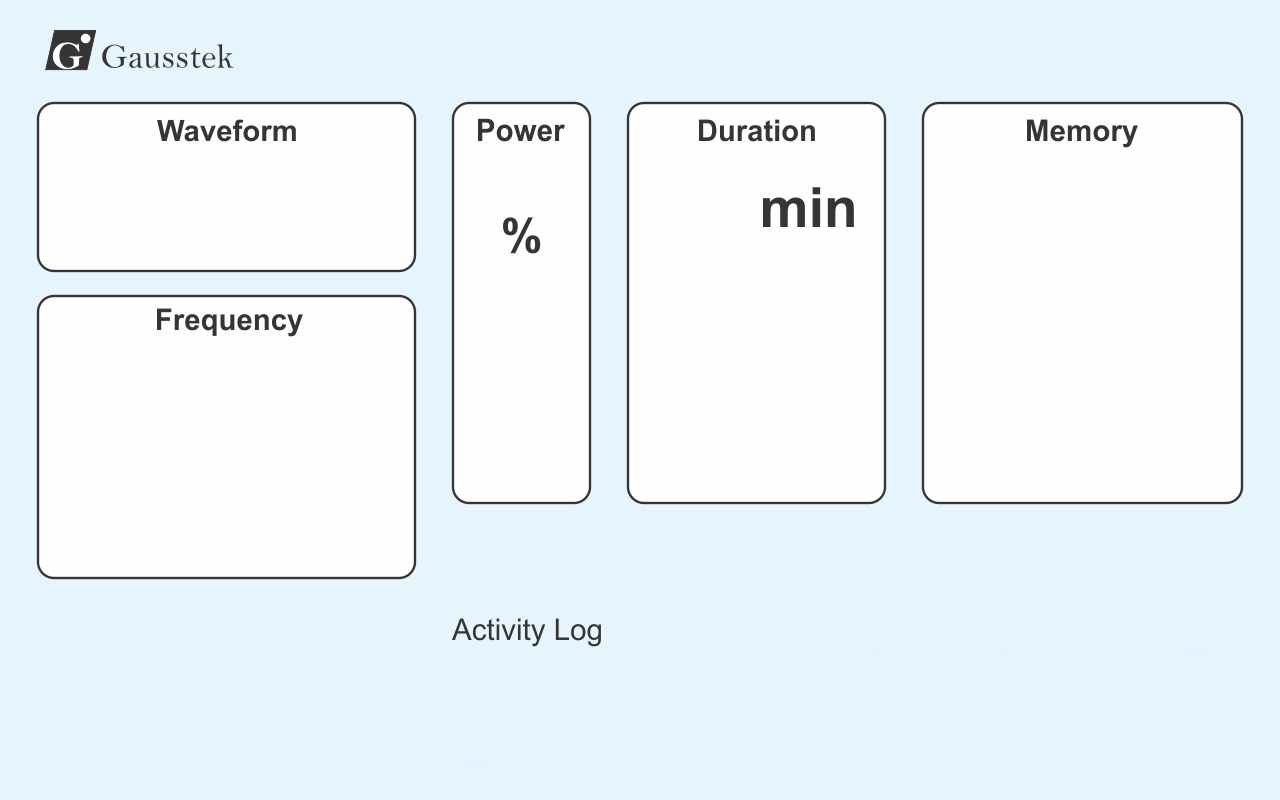 G Gausstek
Waveform
Power
%
Duration
min
Memory
Frequency
Activity Log